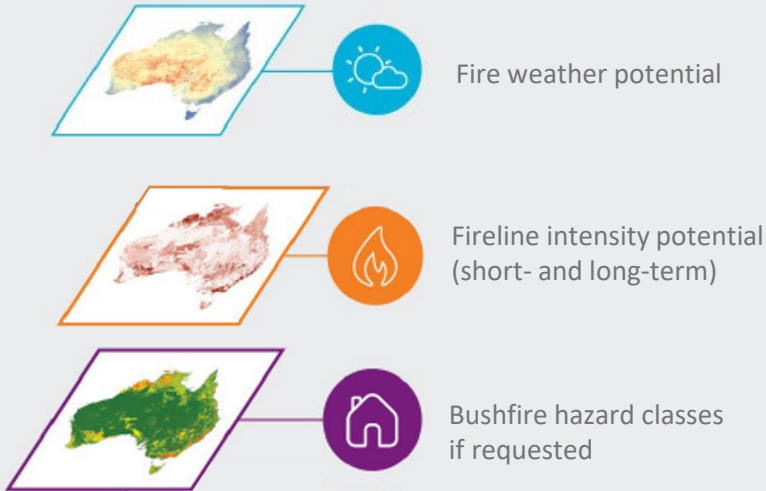 Fire weather potential
Fireline intensity potential
(short- and long-term)
Bushfire hazard classes
if requested